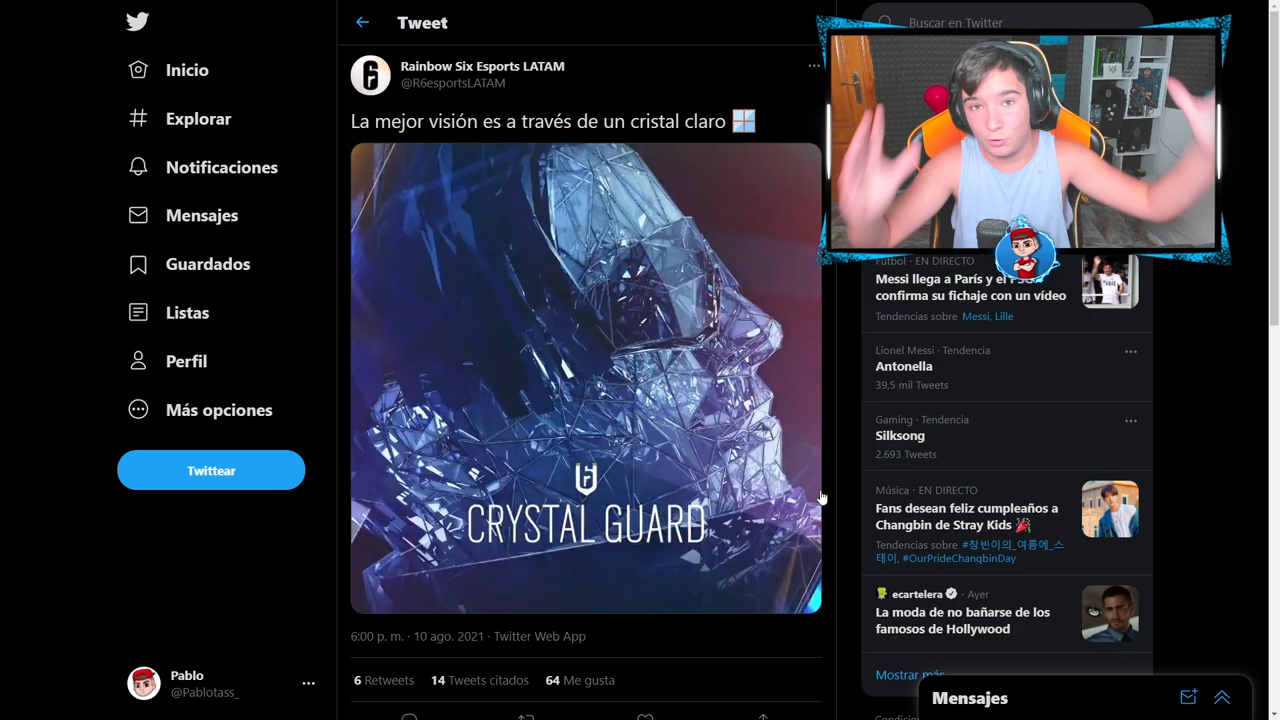 Tweet
Buscar en Twitter
Inicio
Explorar
Notificaciones
Mensajes
Guardados
Listas
Perfil
Más opciones
Twittear
Pablo
@Pablotass_
Rainbow Six Esports LATAM
@R6esportsLATAM
La mejor visión es a través de un cristal claro
CRYSTAL GUARD
6:00 p. m. · 10 ago. 2021 · Twitter Web App
6 Retweets 14 Tweets citados 64 Me gusta
Fútbol · EN DIRECTO
Messi llega a París y el PSG
confirma su fichaje con un vídeo
Tendencias sobre Messi, Lille
Lionel Messi · Tendencia
Antonella
39,5 mil Tweets
Gaming · Tendencia
Silksong
2.693 Tweets
Música · EN DIRECTO
Fans desean feliz cumpleaños a
Changbin de Stray Kids
Tendencias sobre #창빈이의_여름에_스
테이, #OurPrideChangbinDay
ecartelera · Ayer
La moda de no bañarse de los
famosos de Hollywood
Mostrar más
Mensajes